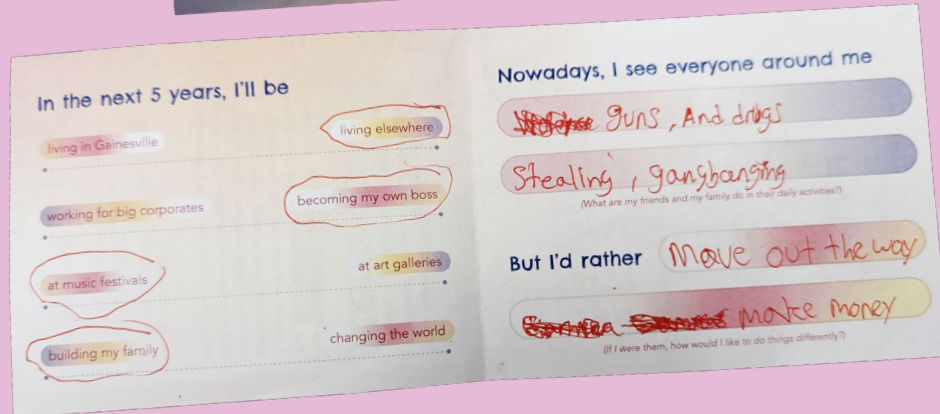 In the next 5 years, I'll be
living in Gainesville
living elsewhere
working for big corporates
becoming my own boss
at music festivals
at art galleries
building my family
changing the world
Nowadays, I see everyone around me
guns, And drugs
Stealing, gangbanging
(What are my friends and my family do in their daily activities?)
But I'd rather Move out the way
make money
(If I were them, how would I like to do things differently?)